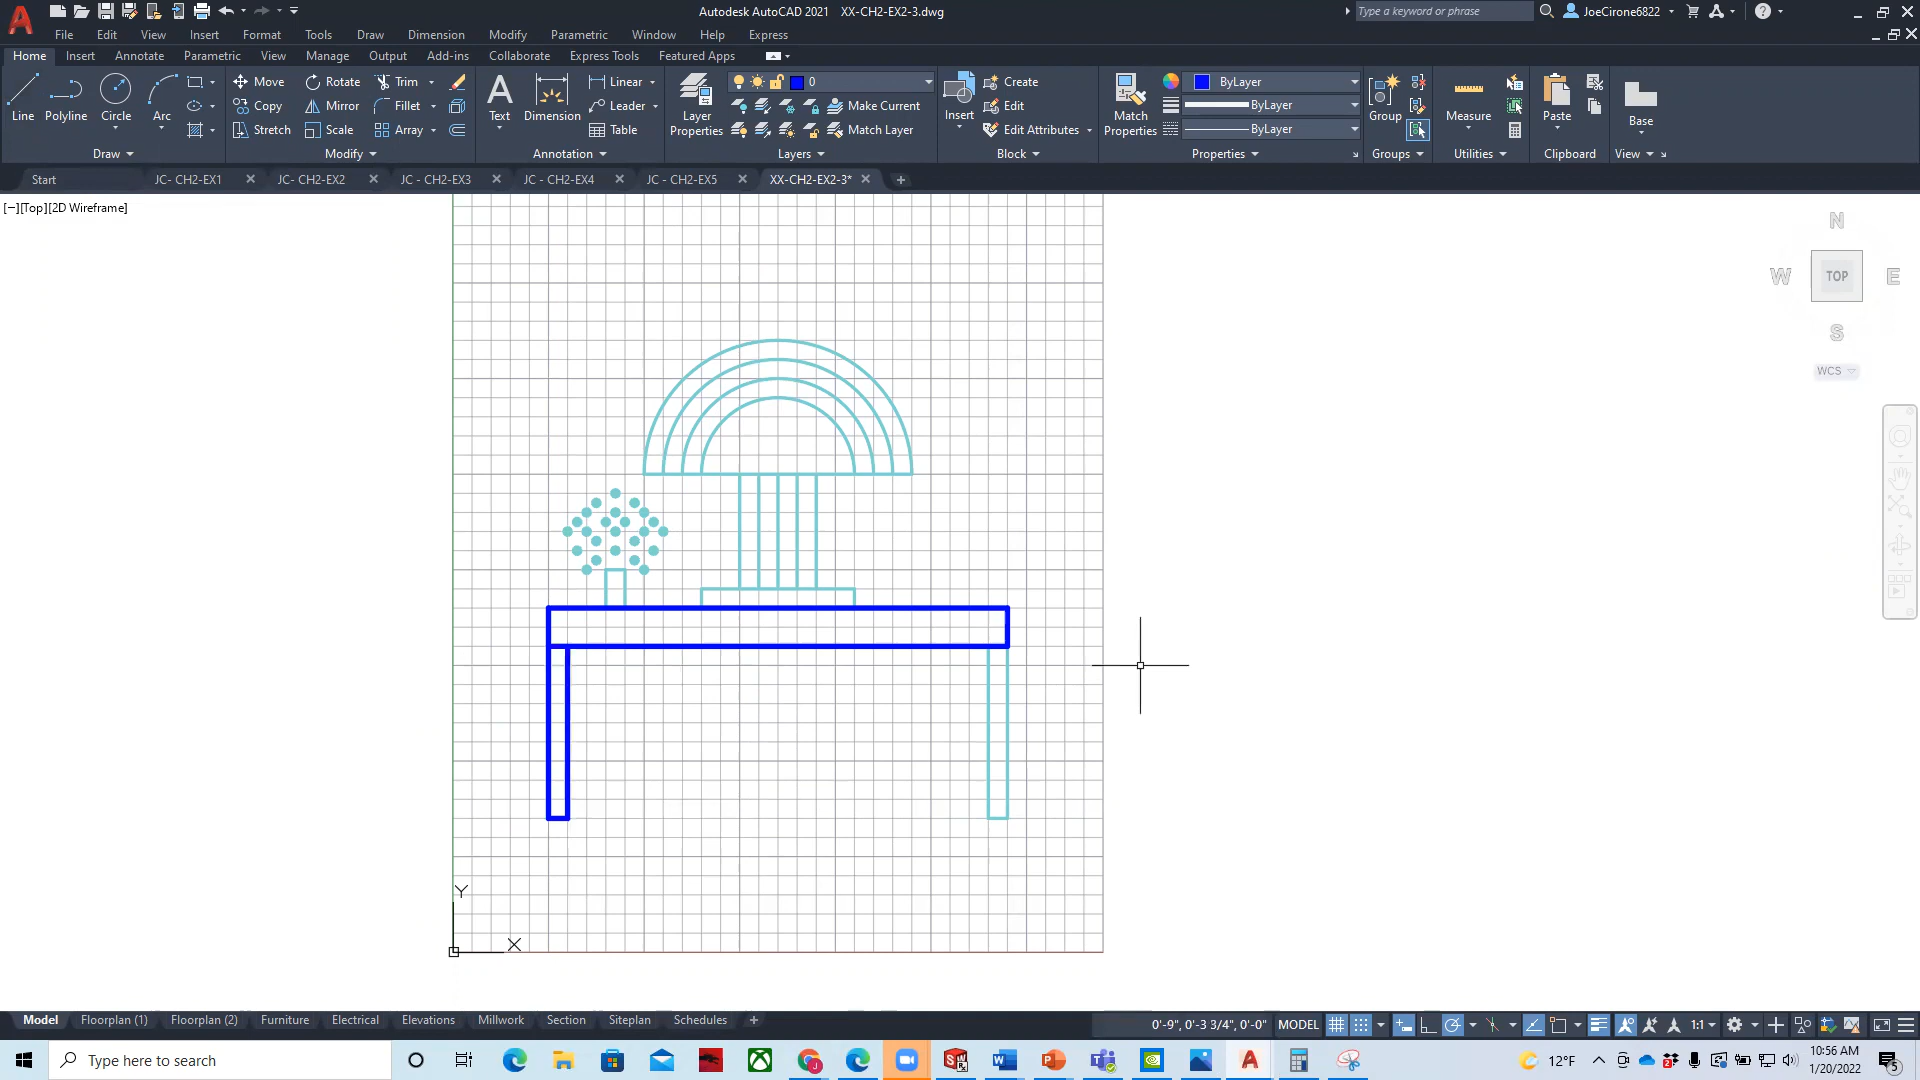 Autodesk AutoCAD 2021 XX-CH2-EX2-3.dwg
Type a keyword or phrase
JoeCirone6822
File Edit View Insert Format Tools Draw Dimension Modify Parametric Window Help Express
Home Insert Annotate Parametric View Manage Output Add-ins Collaborate Express Tools Featured Apps
Line Polyline Circle Arc
Move Rotate Trim
Copy Mirror Fillet
Stretch Scale Array
Text Dimension
Linear
Leader
Table
Layer Properties
0
Make Current
Match Layer
Insert
Create
Edit
Edit Attributes
Match Properties
ByLayer
ByLayer
ByLayer
Group
Measure
Paste
Base
Draw Modify Annotation Layers Block Properties Groups Utilities Clipboard View
Start JC- CH2-EX1 JC- CH2-EX2 JC - CH2-EX3 JC - CH2-EX4 JC - CH2-EX5 XX-CH2-EX2-3*
[−][Top][2D Wireframe]
N
W TOP E
S
WCS
Y
X
Model Floorplan (1) Floorplan (2) Furniture Electrical Elevations Millwork Section Siteplan Schedules
0'-9", 0'-3 3/4", 0'-0" MODEL 1:1
Type here to search
12°F
10:56 AM
1/20/2022
5